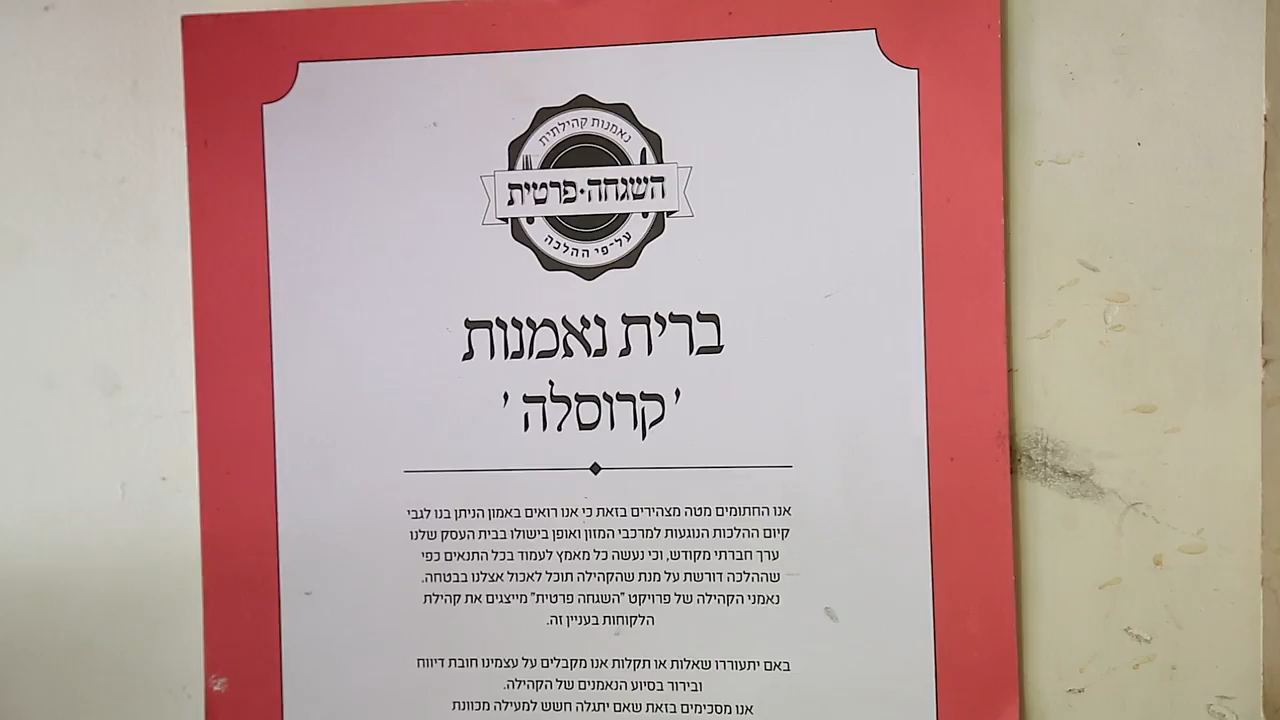 נאמנות קהילתית
השגחה·פרטית
על-פי ההלכה
ברית נאמנות
'קרוסלה '
אנו החתומים מטה מצהירים בזאת כי אנו רואים באמון הניתן בנו לגבי
קיום ההלכות הנוגעות למרכבי המזון ואופן בישולו בבית העסק שלנו
ערך חברתי מקודש, וכי נעשה כל מאמץ לעמוד בכל התנאים כפי
שההלכה דורשת על מנת שהקהילה תוכל לאכול אצלנו בבטחה.
נאמני הקהילה של פרויקט "השגחה פרטית" מייצגים את קהילת
הלקוחות בעניין זה.
באם יתעוררו שאלות או תקלות אנו מקבלים על עצמינו חובת דיווח
ובירור בסיוע הנאמנים של הקהילה.
אנו מסכימים בזאת שאם יתגלה חשש למעילה מכוונת